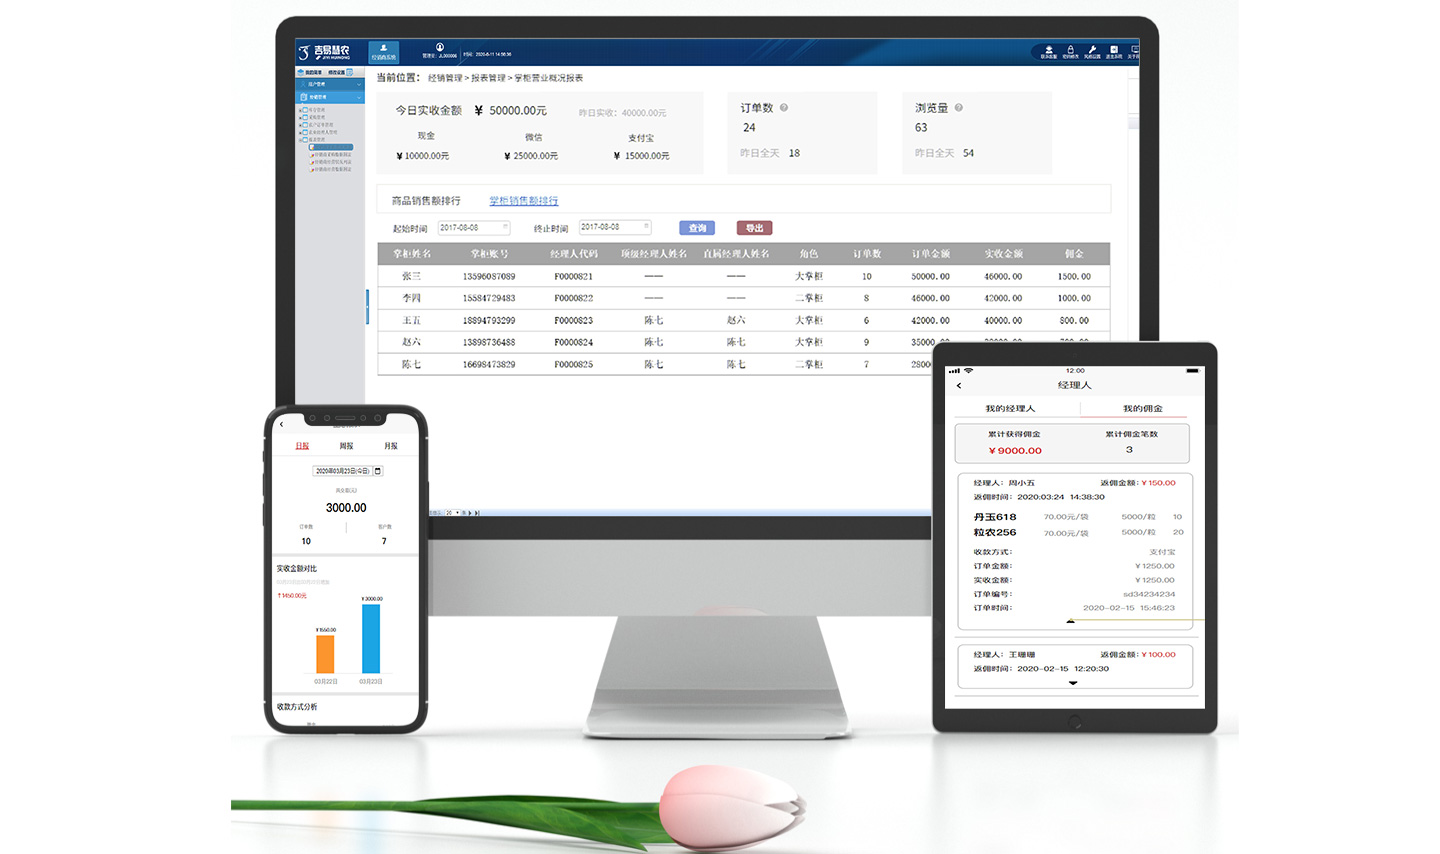 吉易慧农
JIYI HUINONG
经销商系统
管理员：JL000006
时间：2020-6-11 14:56:36
当前位置： 经销管理 > 报表管理 > 掌柜营业概况报表
今日实收金额 ¥ 50000.00元 昨日实收：40000.00元
现金 微信 支付宝
¥10000.00元 ¥ 25000.00元 ¥ 15000.00元
订单数
24
昨日全天 18
浏览量
63
昨日全天 54
商品销售额排行 掌柜销售额排行
起始时间 2017-08-08 终止时间 2017-08-08 查询 导出
掌柜姓名 掌柜账号 经理人代码 顶级经理人姓名 直属经理人姓名 角色 订单数 订单金额 实收金额 佣金
张三 13596087089 F0000821 —— —— 大掌柜 10 50000.00 46000.00 1500.00
李四 15584729483 F0000822 —— —— 二掌柜 8 46000.00 42000.00 1000.00
王五 18894793299 F0000823 陈七 赵六 大掌柜 6 42000.00 40000.00 800.00
赵六 13898736488 F0000824 陈七 陈七 大掌柜 9 35000.00
陈七 16698473829 F0000825 陈七 陈七 二掌柜 7
日报 周报 月报
2020年03月23日(今日)
3000.00
订单数 客户数
10 7
实收金额对比
↑1450.00元
¥1550.00
¥3000.00
03月22日 03月23日
收款方式分析
12:00
经理人
我的经理人 我的佣金
累计获得佣金 累计佣金笔数
¥9000.00 3
经理人：周小五 返佣金额：¥150.00
返佣时间：2020:03:24 14:38:30
丹玉618 70.00元/袋 5000/粒 10
粒农256 70.00元/袋 5000/粒 20
收款方式： 支付宝
订单金额： ¥1250.00
实收金额： ¥1250.00
订单编号： sd34234234
订单时间： 2020-02-15 15:46:23
经理人：王珊珊 返佣金额：¥100.00
返佣时间：2020-02-15 12:20:30